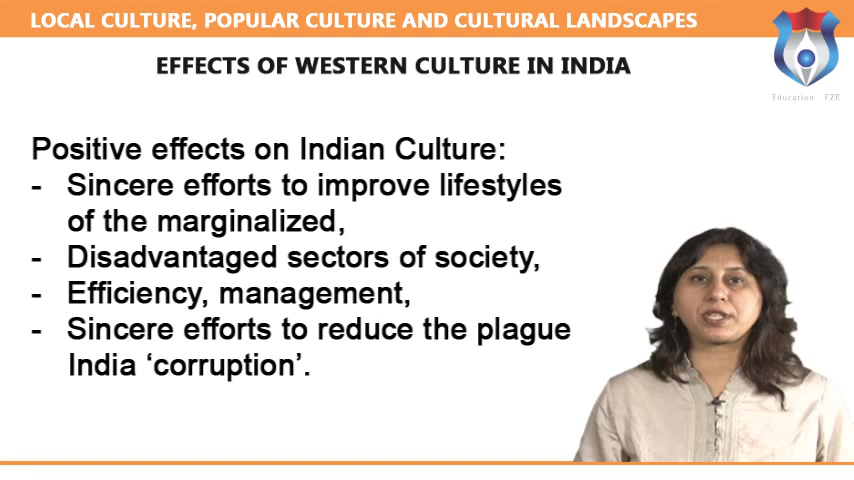 LOCAL CULTURE, POPULAR CULTURE AND CULTURAL LANDSCAPES
Education FZE
EFFECTS OF WESTERN CULTURE IN INDIA
Positive effects on Indian Culture:
- Sincere efforts to improve lifestyles
of the marginalized,
- Disadvantaged sectors of society,
- Efficiency, management,
- Sincere efforts to reduce the plague
India ‘corruption’.